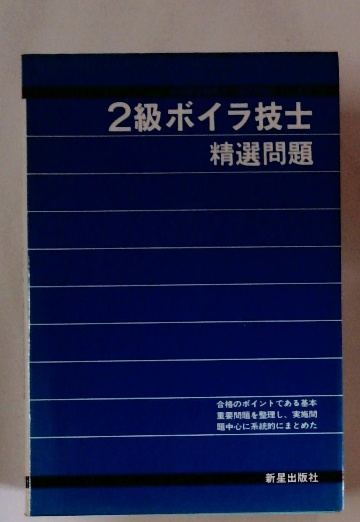 2級ボイラ技士
精選問題
合格のポイントである基本
重要問題を整理し、実施問
題中心に系統的にまとめた
新星出版社